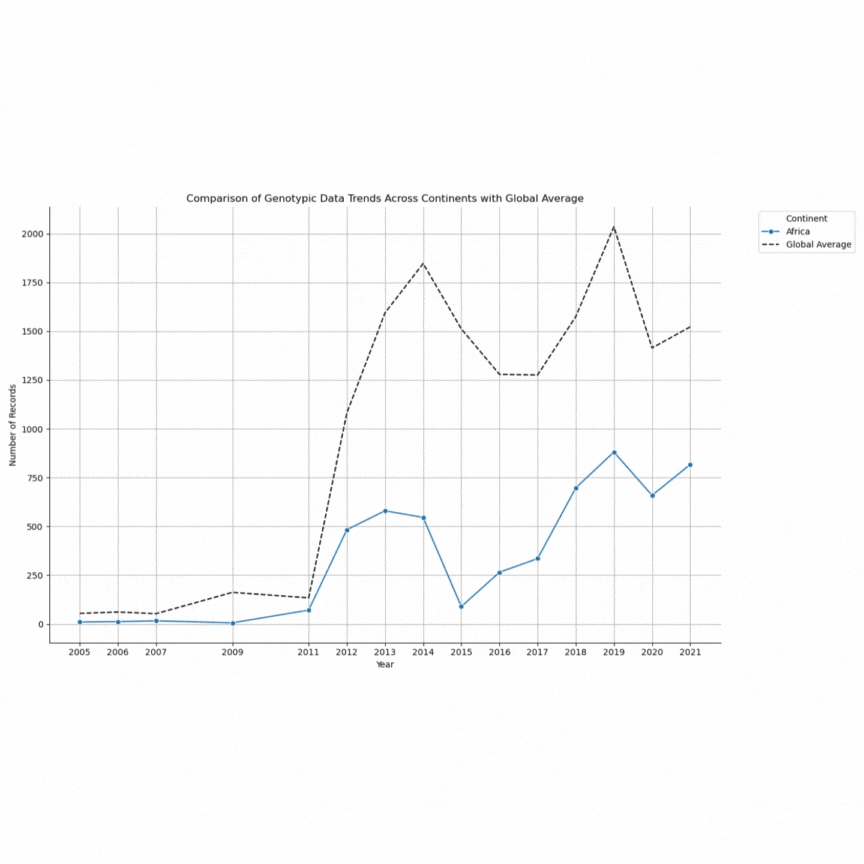 Comparison of Genotypic Data Trends Across Continents with Global Average
Continent
Africa
Global Average
Number of Records
2000
1750
1500
1250
1000
750
500
250
0
2005 2006 2007 2009 2011 2012 2013 2014 2015 2016 2017 2018 2019 2020 2021
Year